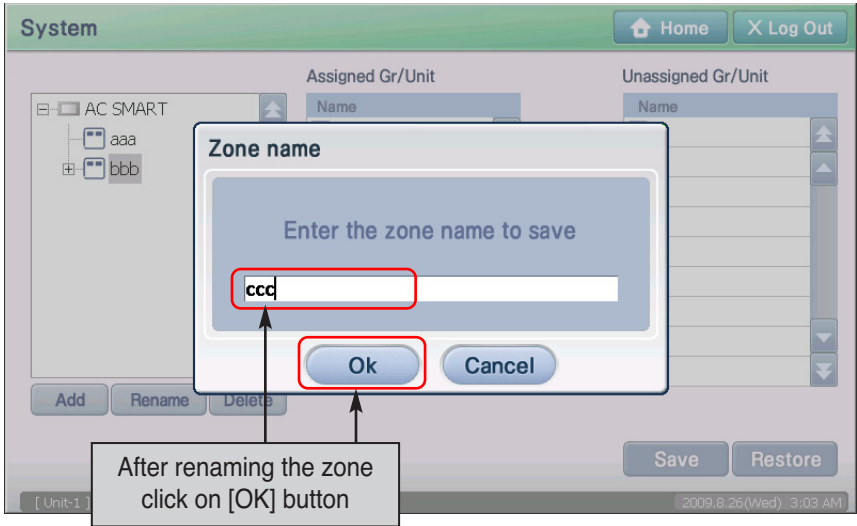 System
Home
X Log Out
Assigned Gr/Unit
Unassigned Gr/Unit
Name
Name
AC SMART
aaa
bbb
Zone name
Enter the zone name to save
ccc
Ok
Cancel
Add
Rename
Delete
After renaming the zone
click on [OK] button
Save
Restore
[ Unit-1 ]
2009.8.26(Wed) 3:03 AM